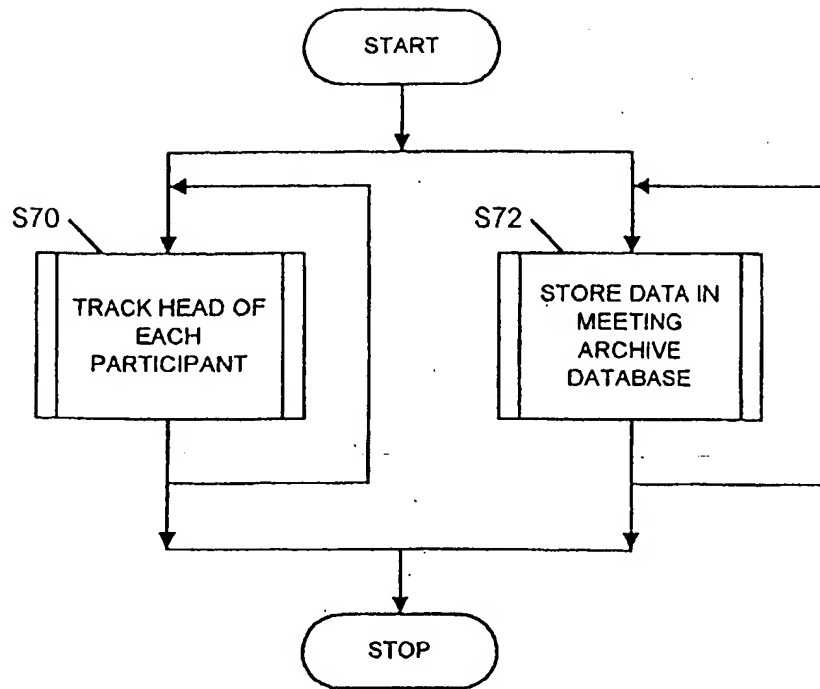 START
S70
TRACK HEAD OF
EACH
PARTICIPANT
S72
STORE DATA IN
MEETING
ARCHIVE
DATABASE
STOP